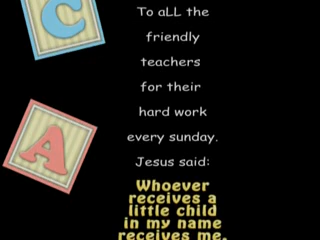 C
To aLL the
friendly
teachers
for their
hard work
every sunday.
Jesus said:
A
Whoever
receives a
little child
in my name
receives me.